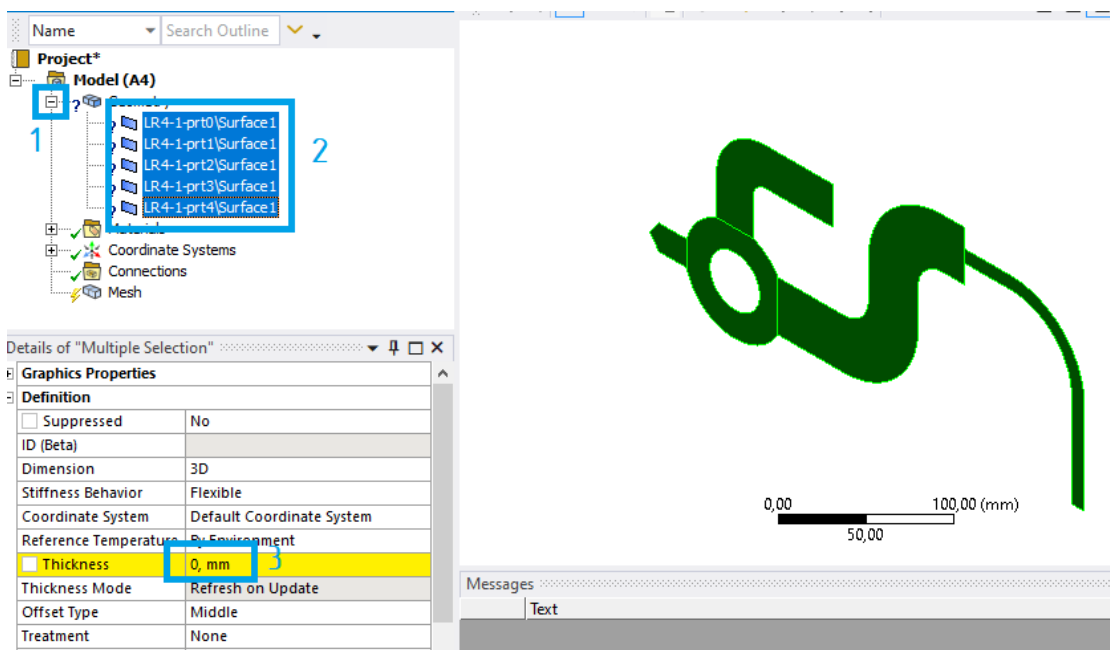 Name Search Outline
Project*
Model (A4)
1
LR4-1-prt0\Surface1
LR4-1-prt1\Surface1
2
LR4-1-prt2\Surface1
LR4-1-prt3\Surface1
LR4-1-prt4\Surface1
Coordinate Systems
Connections
Mesh
Details of "Multiple Selection"
Graphics Properties
Definition
Suppressed No
ID (Beta)
Dimension 3D
Stiffness Behavior Flexible
Coordinate System Default Coordinate System
Reference Temperature By Environment
Thickness 0, mm 3
Thickness Mode Refresh on Update
Offset Type Middle
Treatment None
0,00 100,00 (mm)
50,00
Messages
Text